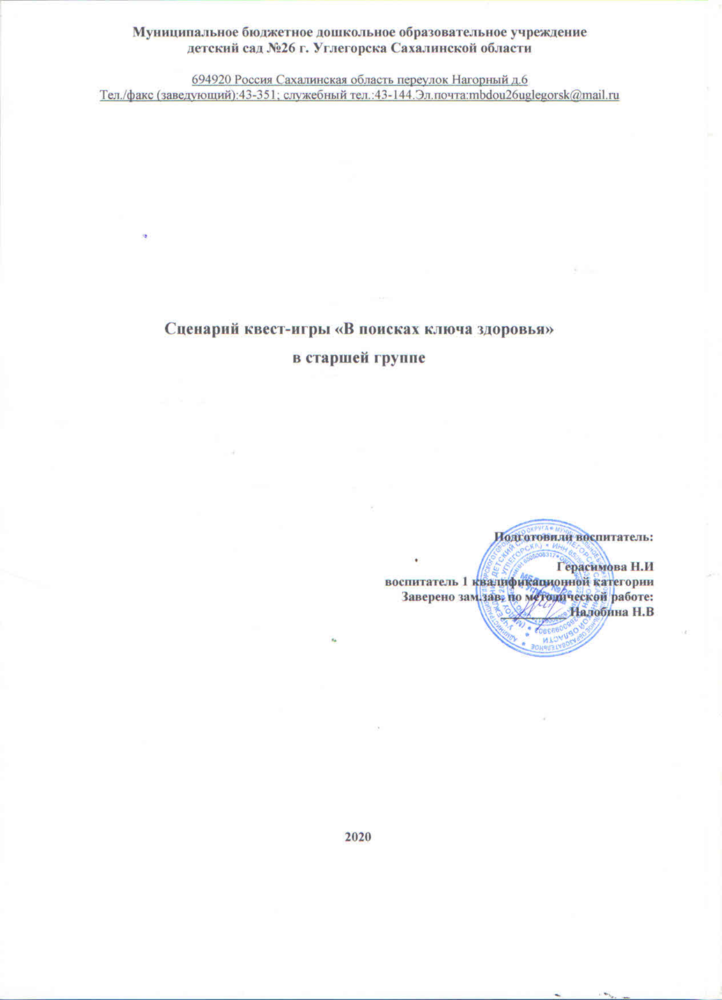 Муниципальное бюджетное дошкольное образовательное учреждение
детский сад №26 г. Углегорска Сахалинской области
694920 Россия Сахалинская область переулок Нагорный д.6
Тел./факс (заведующий):43-351; служебный тел.:43-144.Эл.почта:mbdou26uglegorsk@mail.ru
Сценарий квест-игры «В поисках ключа здоровья»
в старшей группе
Подготовили воспитатель:
Герасимова Н.И
воспитатель 1 квалификационной категории
Заверено зам.зав. по методической работе:
Налобина Н.В
2020